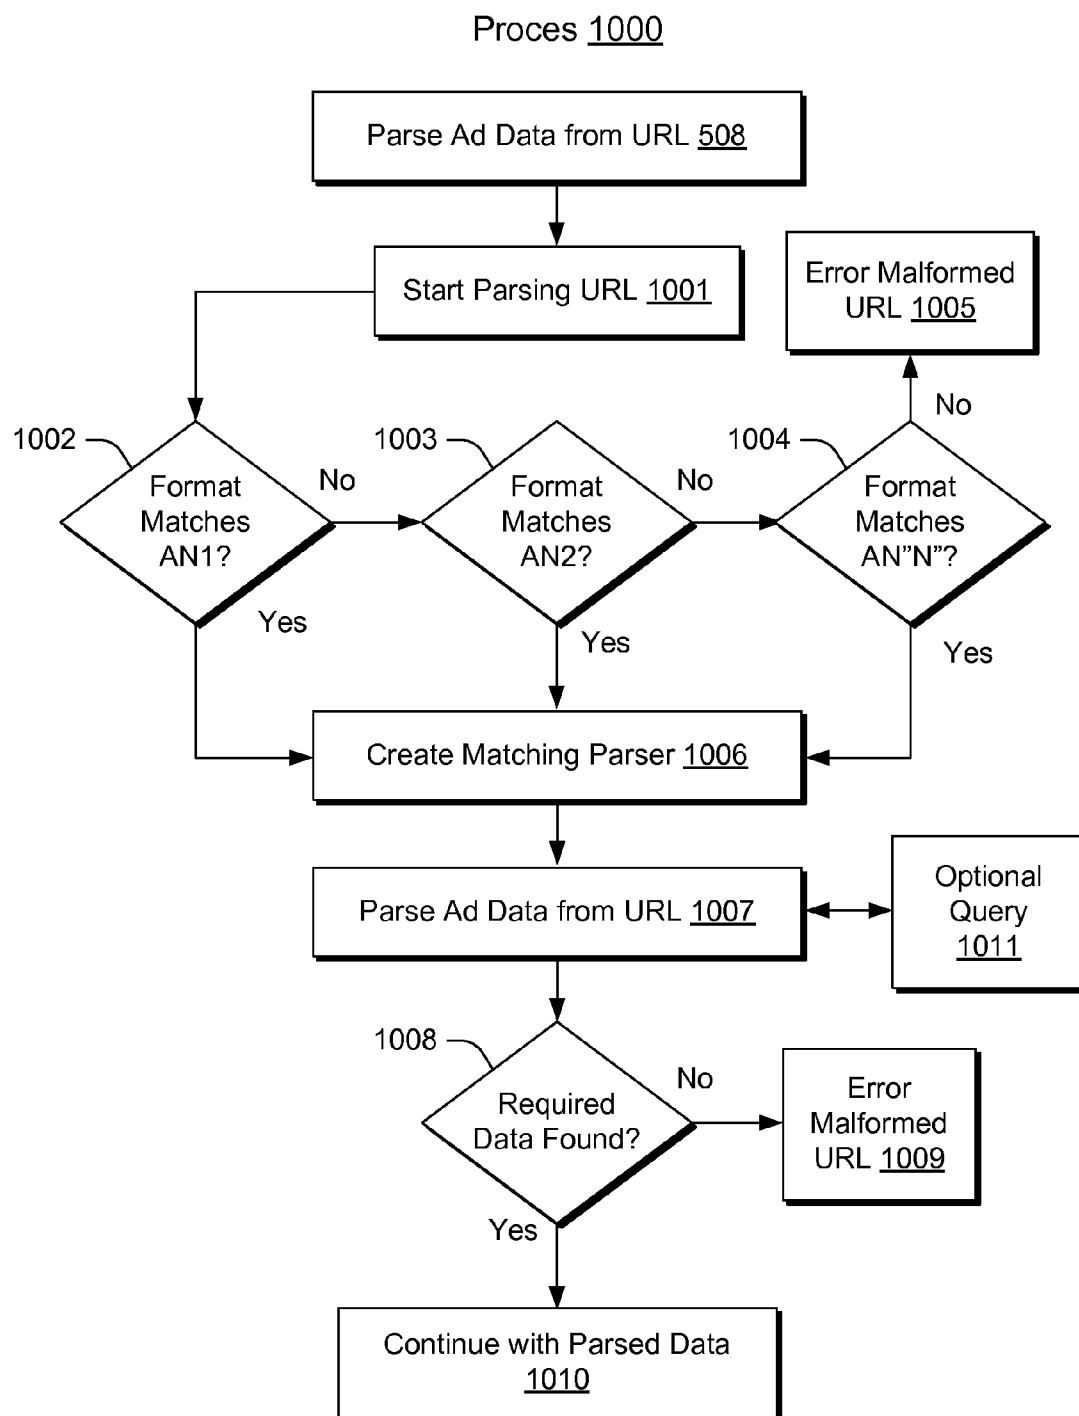 Proces 1000
Parse Ad Data from URL 508
Start Parsing URL 1001
Error Malformed
URL 1005
No
1002
1003
1004
Format
Matches
AN1?
No
Format
Matches
AN2?
No
Format
Matches
AN”N”?
Yes
Yes
Yes
Create Matching Parser 1006
Parse Ad Data from URL 1007
Optional
Query
1011
1008
Required
Data Found?
No
Error
Malformed
URL 1009
Yes
Continue with Parsed Data
1010